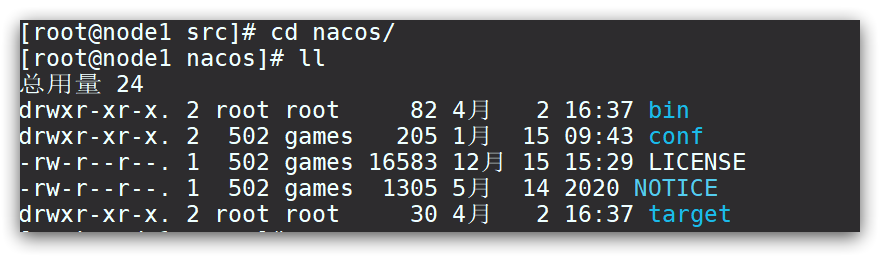 [root@node1 src]# cd nacos/
[root@node1 nacos]# ll
总用量 24
drwxr-xr-x. 2 root root     82 4月   2 16:37 bin
drwxr-xr-x. 2  502 games   205 1月  15 09:43 conf
-rw-r--r--. 1  502 games 16583 12月 15 15:29 LICENSE
-rw-r--r--. 1  502 games  1305 5月  14 2020 NOTICE
drwxr-xr-x. 2 root root     30 4月   2 16:37 target